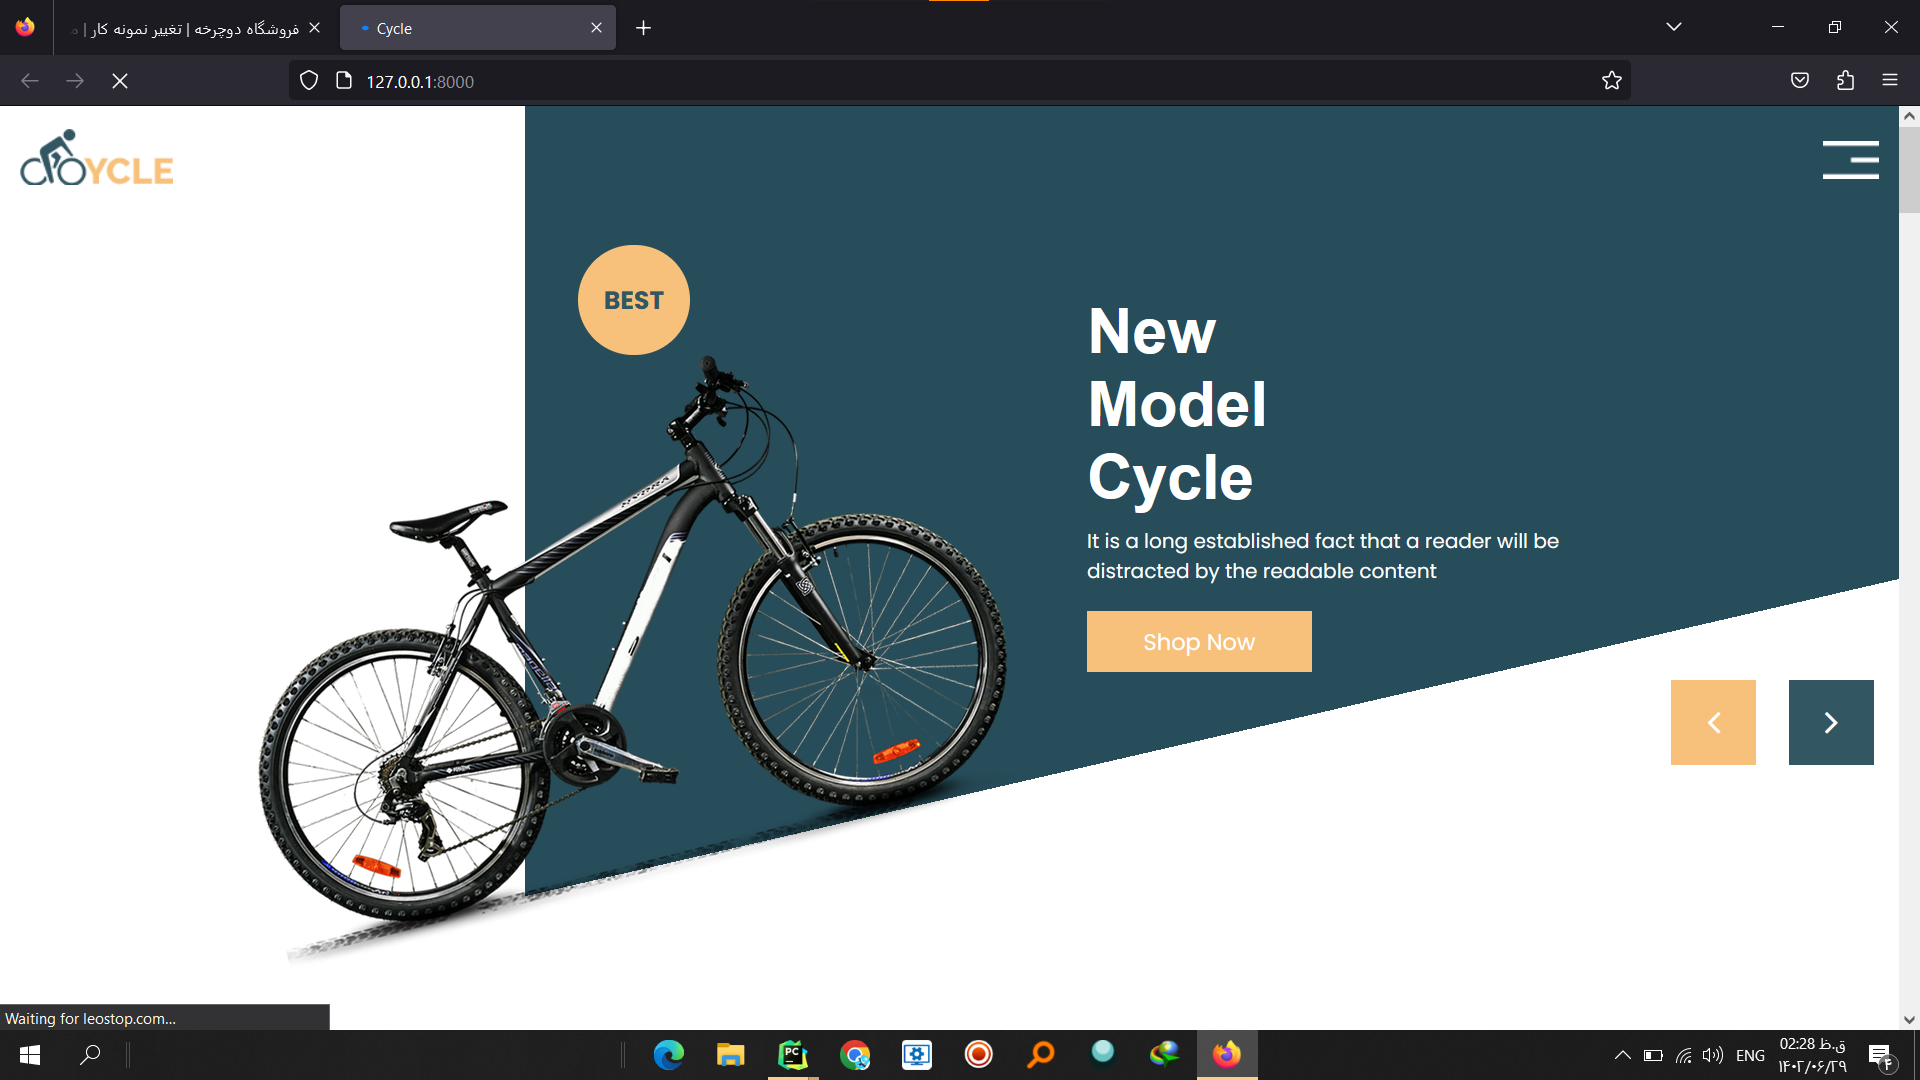 فروشگاه دوچرخه | تغییر نمونه کار |
Cycle
127.0.0.1:8000
CYCLE
BEST
New
Model
Cycle
It is a long established fact that a reader will be
distracted by the readable content
Shop Now
Waiting for leostop.com...
PC
ENG
02:28 ق.ظ
۱۴۰۲/۰۶/۲۹
۴